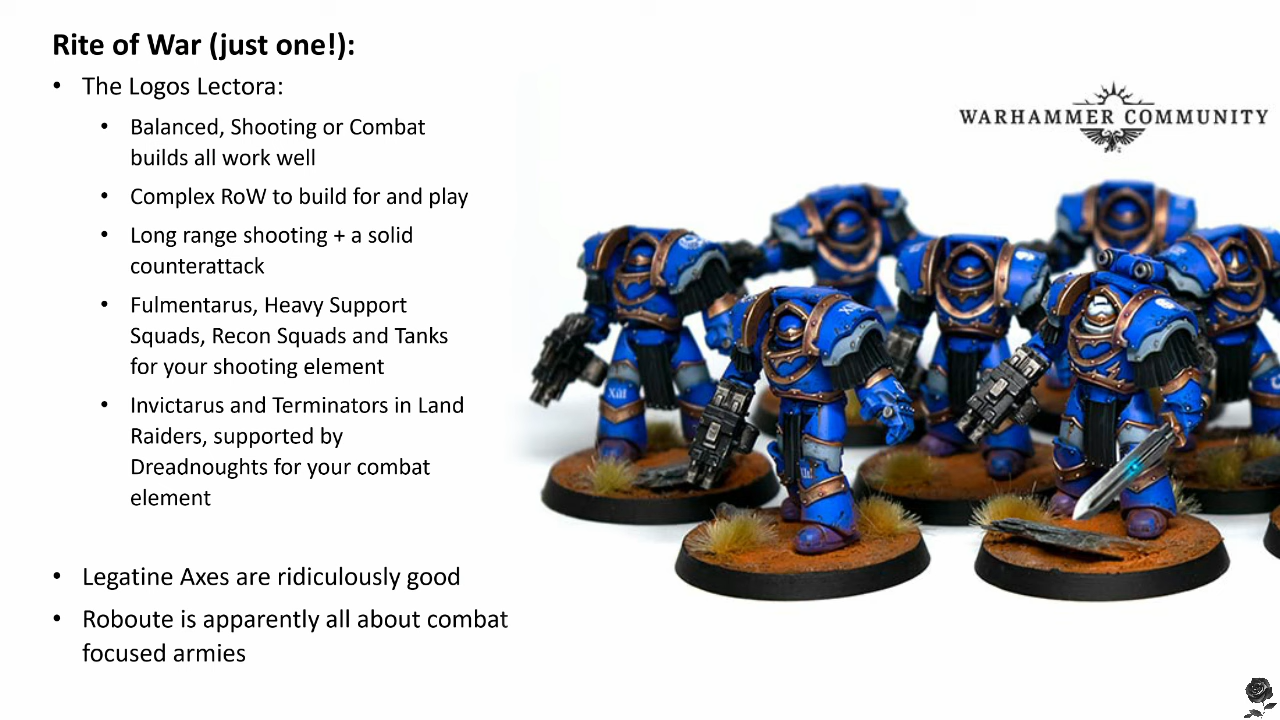 Rite of War (just one!):
• The Logos Lectora:
• Balanced, Shooting or Combat
builds all work well
• Complex RoW to build for and play
• Long range shooting + a solid
counterattack
• Fulmentarus, Heavy Support
Squads, Recon Squads and Tanks
for your shooting element
• Invictarus and Terminators in Land
Raiders, supported by
Dreadnoughts for your combat
element
• Legatine Axes are ridiculously good
• Roboute is apparently all about combat
focused armies
WARHAMMER COMMUNITY
XIII